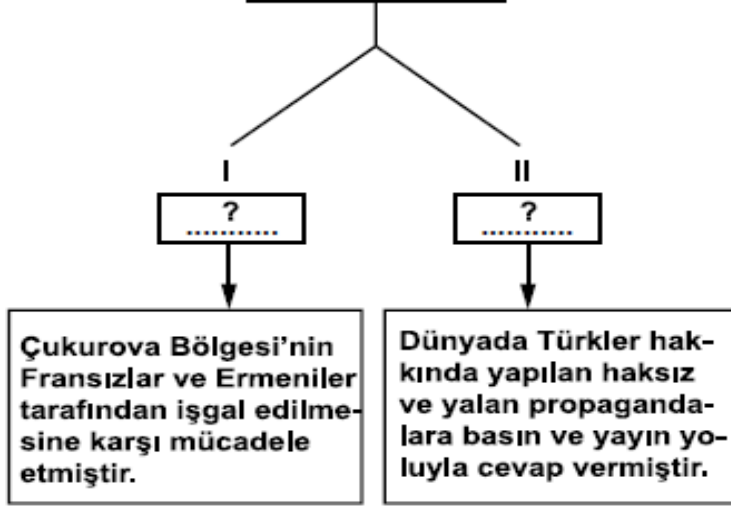 I
II
?
...........
?
...........
Çukurova Bölgesi'nin
Fransızlar ve Ermeniler
tarafından işgal edilme-
sine karşı mücadele
etmiştir.
Dünyada Türkler hak-
kında yapılan haksız
ve yalan propaganda-
lara basın ve yayın yo-
luyla cevap vermiştir.